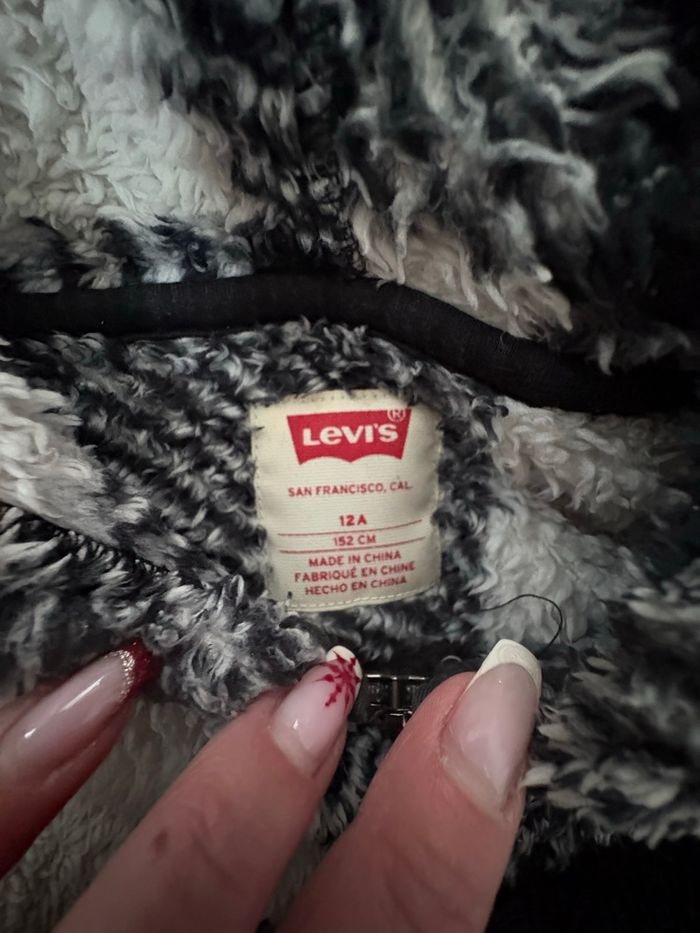 LEVI'S®
SAN FRANCISCO, CAL.
12A
152 CM
MADE IN CHINA
FABRIQUÉ EN CHINE
HECHO EN CHINA